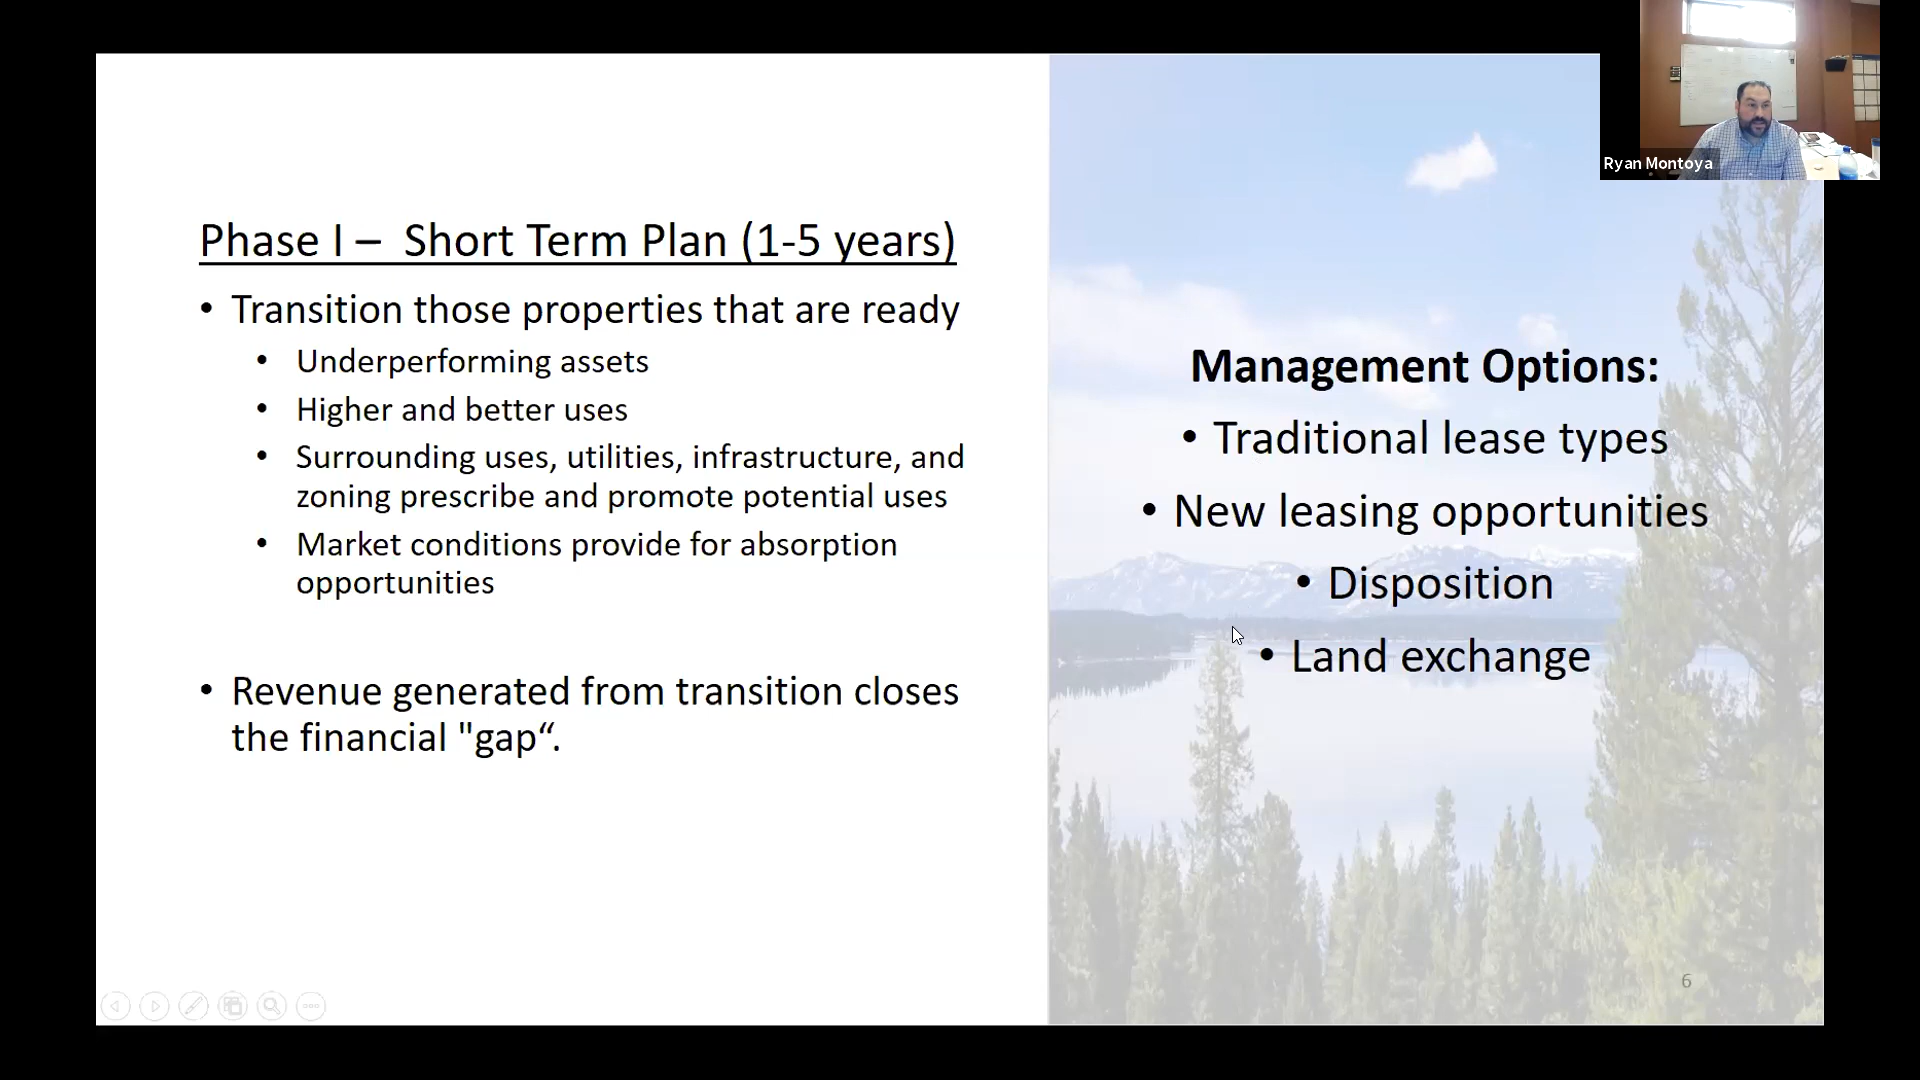 Ryan Montoya
Phase I –  Short Term Plan (1-5 years)
• Transition those properties that are ready
• Underperforming assets
• Higher and better uses
• Surrounding uses, utilities, infrastructure, and
zoning prescribe and promote potential uses
• Market conditions provide for absorption
opportunities
• Revenue generated from transition closes
the financial "gap“.
Management Options:
• Traditional lease types
• New leasing opportunities
• Disposition
• Land exchange
6